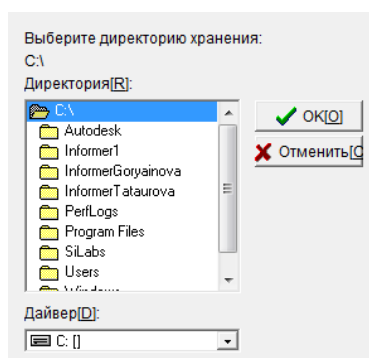 Выберите директорию хранения:
C:\
Директория[R]:
C:\
Autodesk
Informer1
InformerGoryainova
InformerTataurova
PerfLogs
Program Files
SiLabs
Users
OK[O]
Отменить[C
Дайвер[D]:
C: []